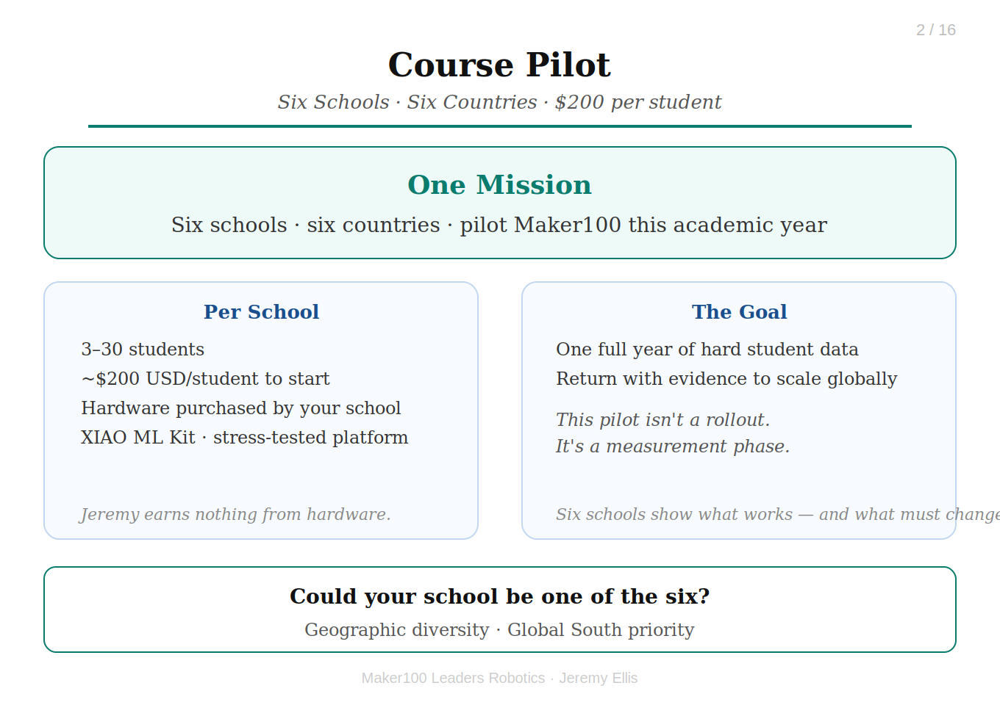 2 / 16
Course Pilot
Six Schools · Six Countries · $200 per student
One Mission
Six schools · six countries · pilot Maker100 this academic year
Per School
3–30 students
~$200 USD/student to start
Hardware purchased by your school
XIAO ML Kit · stress-tested platform
Jeremy earns nothing from hardware.
The Goal
One full year of hard student data
Return with evidence to scale globally
This pilot isn't a rollout.
It's a measurement phase.
Six schools show what works — and what must change
Could your school be one of the six?
Geographic diversity · Global South priority
Maker100 Leaders Robotics · Jeremy Ellis